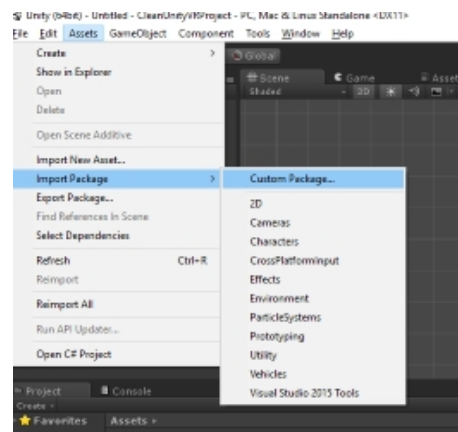 Unity (64bit) - Untitled - CleanUnityVRProject - PC, Mac & Linux Standalone <DX11>
File Edit Assets GameObject Component Tools Window Help
Create
Global
Show in Explorer
# Scene
Game
Asset
Open
Shaded
2D
Delete
Open Scene Additive
Import New Asset...
Import Package
Custom Package...
Export Package...
2D
Find References In Scene
Cameras
Select Dependencies
Characters
Refresh Ctrl+R
CrossPlatformInput
Reimport
Effects
Reimport All
Environment
ParticleSystems
Run API Updater...
Prototyping
Open C# Project
Utility
Vehicles
Project
Console
Visual Studio 2015 Tools
Create
Favorites
Assets